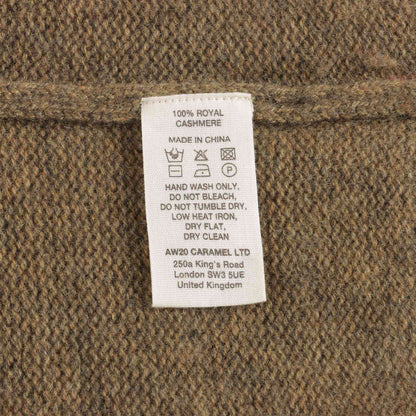 100% ROYAL
CASHMERE
MADE IN CHINA
HAND WASH ONLY,
DO NOT BLEACH,
DO NOT TUMBLE DRY,
LOW HEAT IRON,
DRY FLAT,
DRY CLEAN
AW20 CARAMEL LTD
250a King's Road
London SW3 5UE
United Kingdom